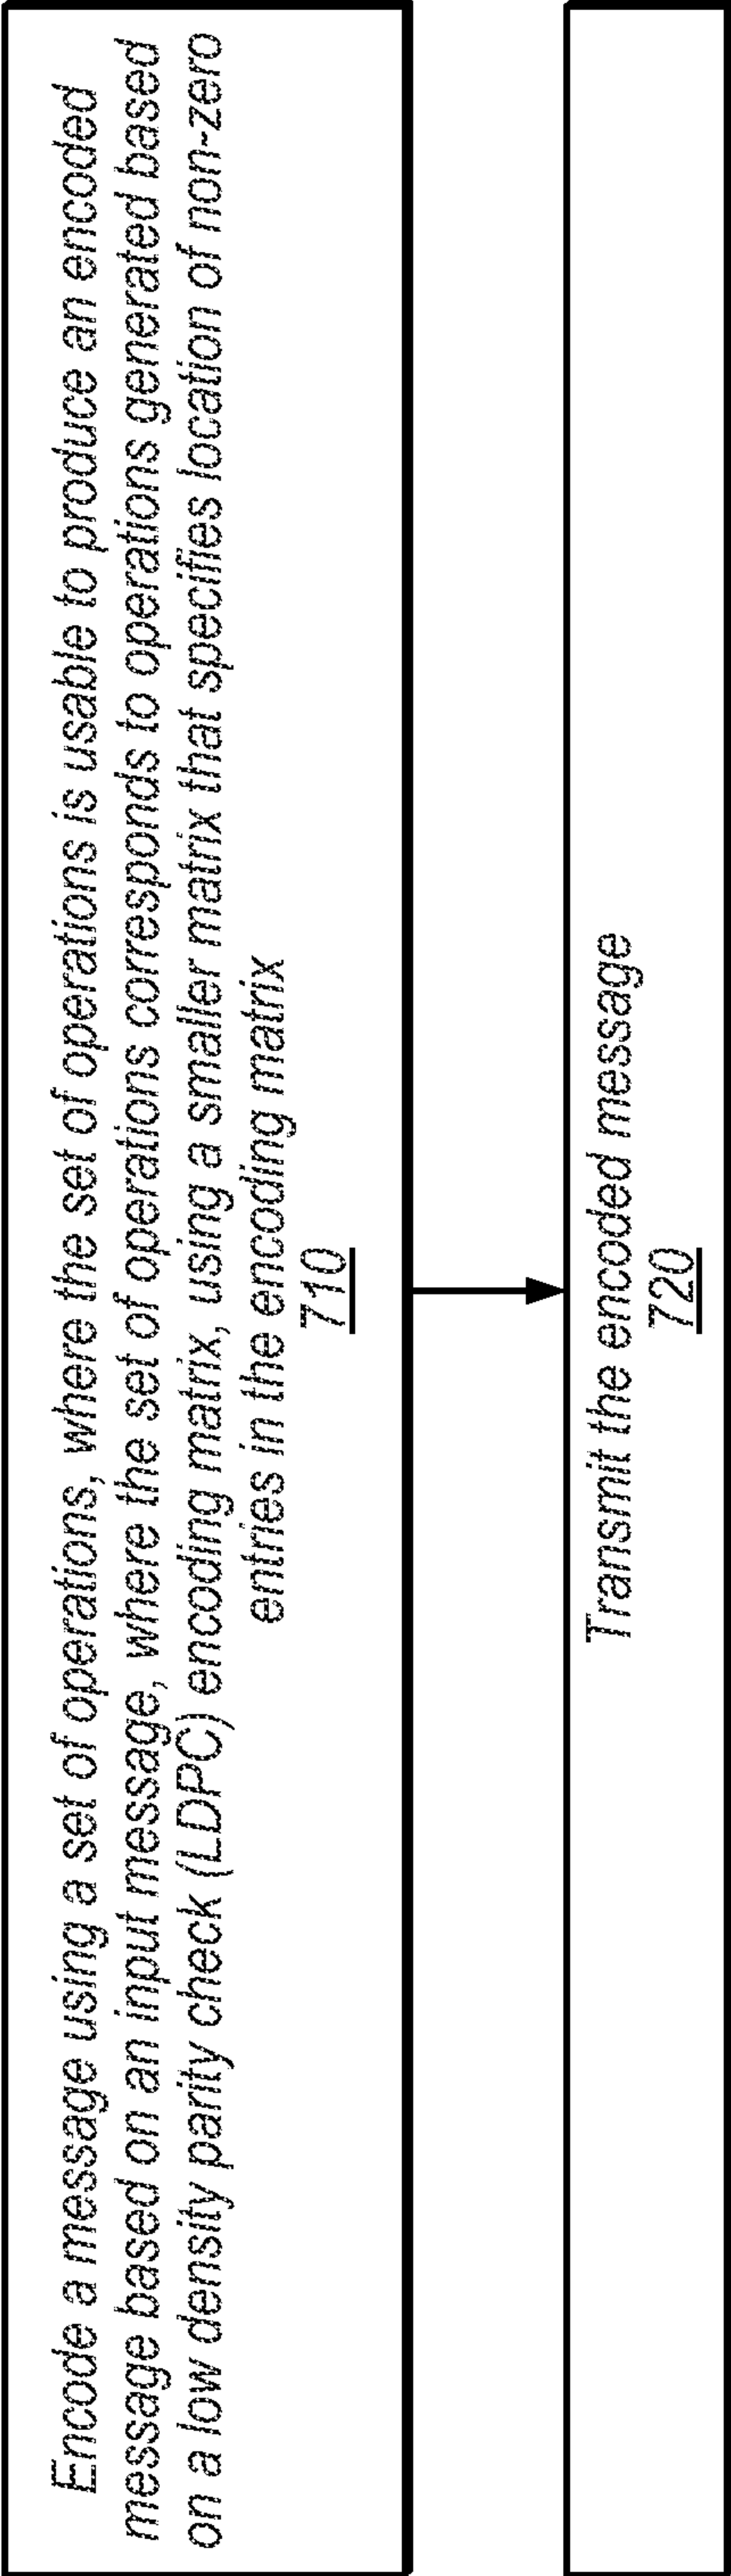 Encode a message using a set of operations, where the set of operations is usable to produce an encoded
message based on an input message, where the set of operations corresponds to operations generated based
on a low density parity check (LDPC) encoding matrix, using a smaller matrix that specifies location of non-zero
entries in the encoding matrix
710
Transmit the encoded message
720